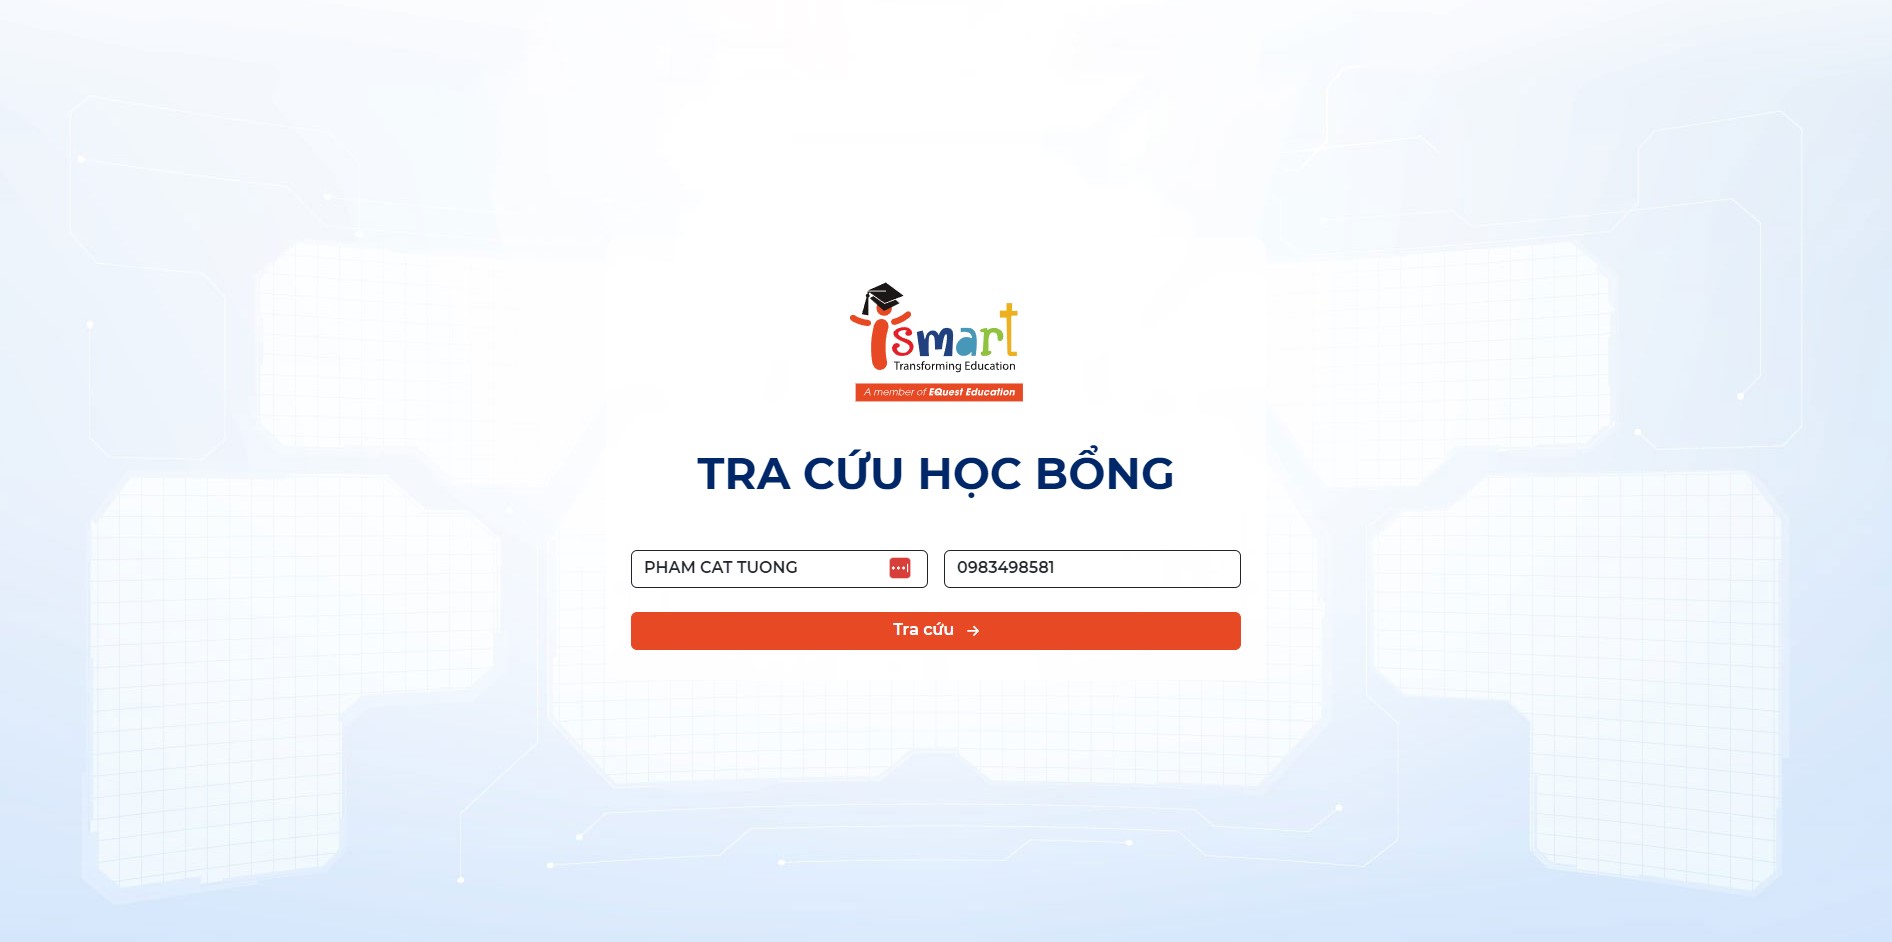 ismart
Transforming Education
A member of EQuest Education
TRA CỨU HỌC BỔNG
PHAM CAT TUONG
0983498581
Tra cứu →